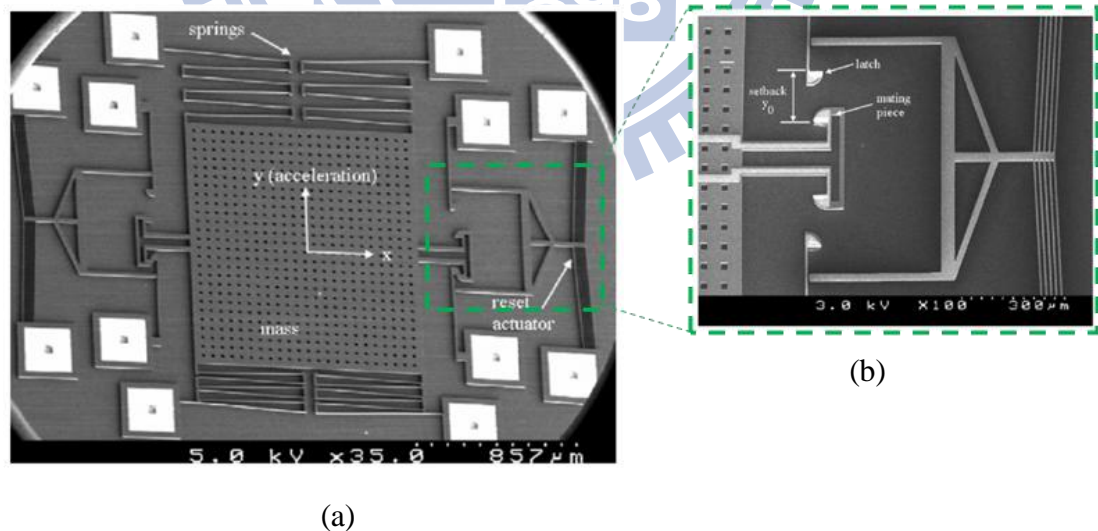 springs
y (acceleration)
x
mass
reset
actuator
5.0 kV x35.0 857μm
(a)
latch
setback
y0
mating
piece
3.0 kV X100 300μm
(b)